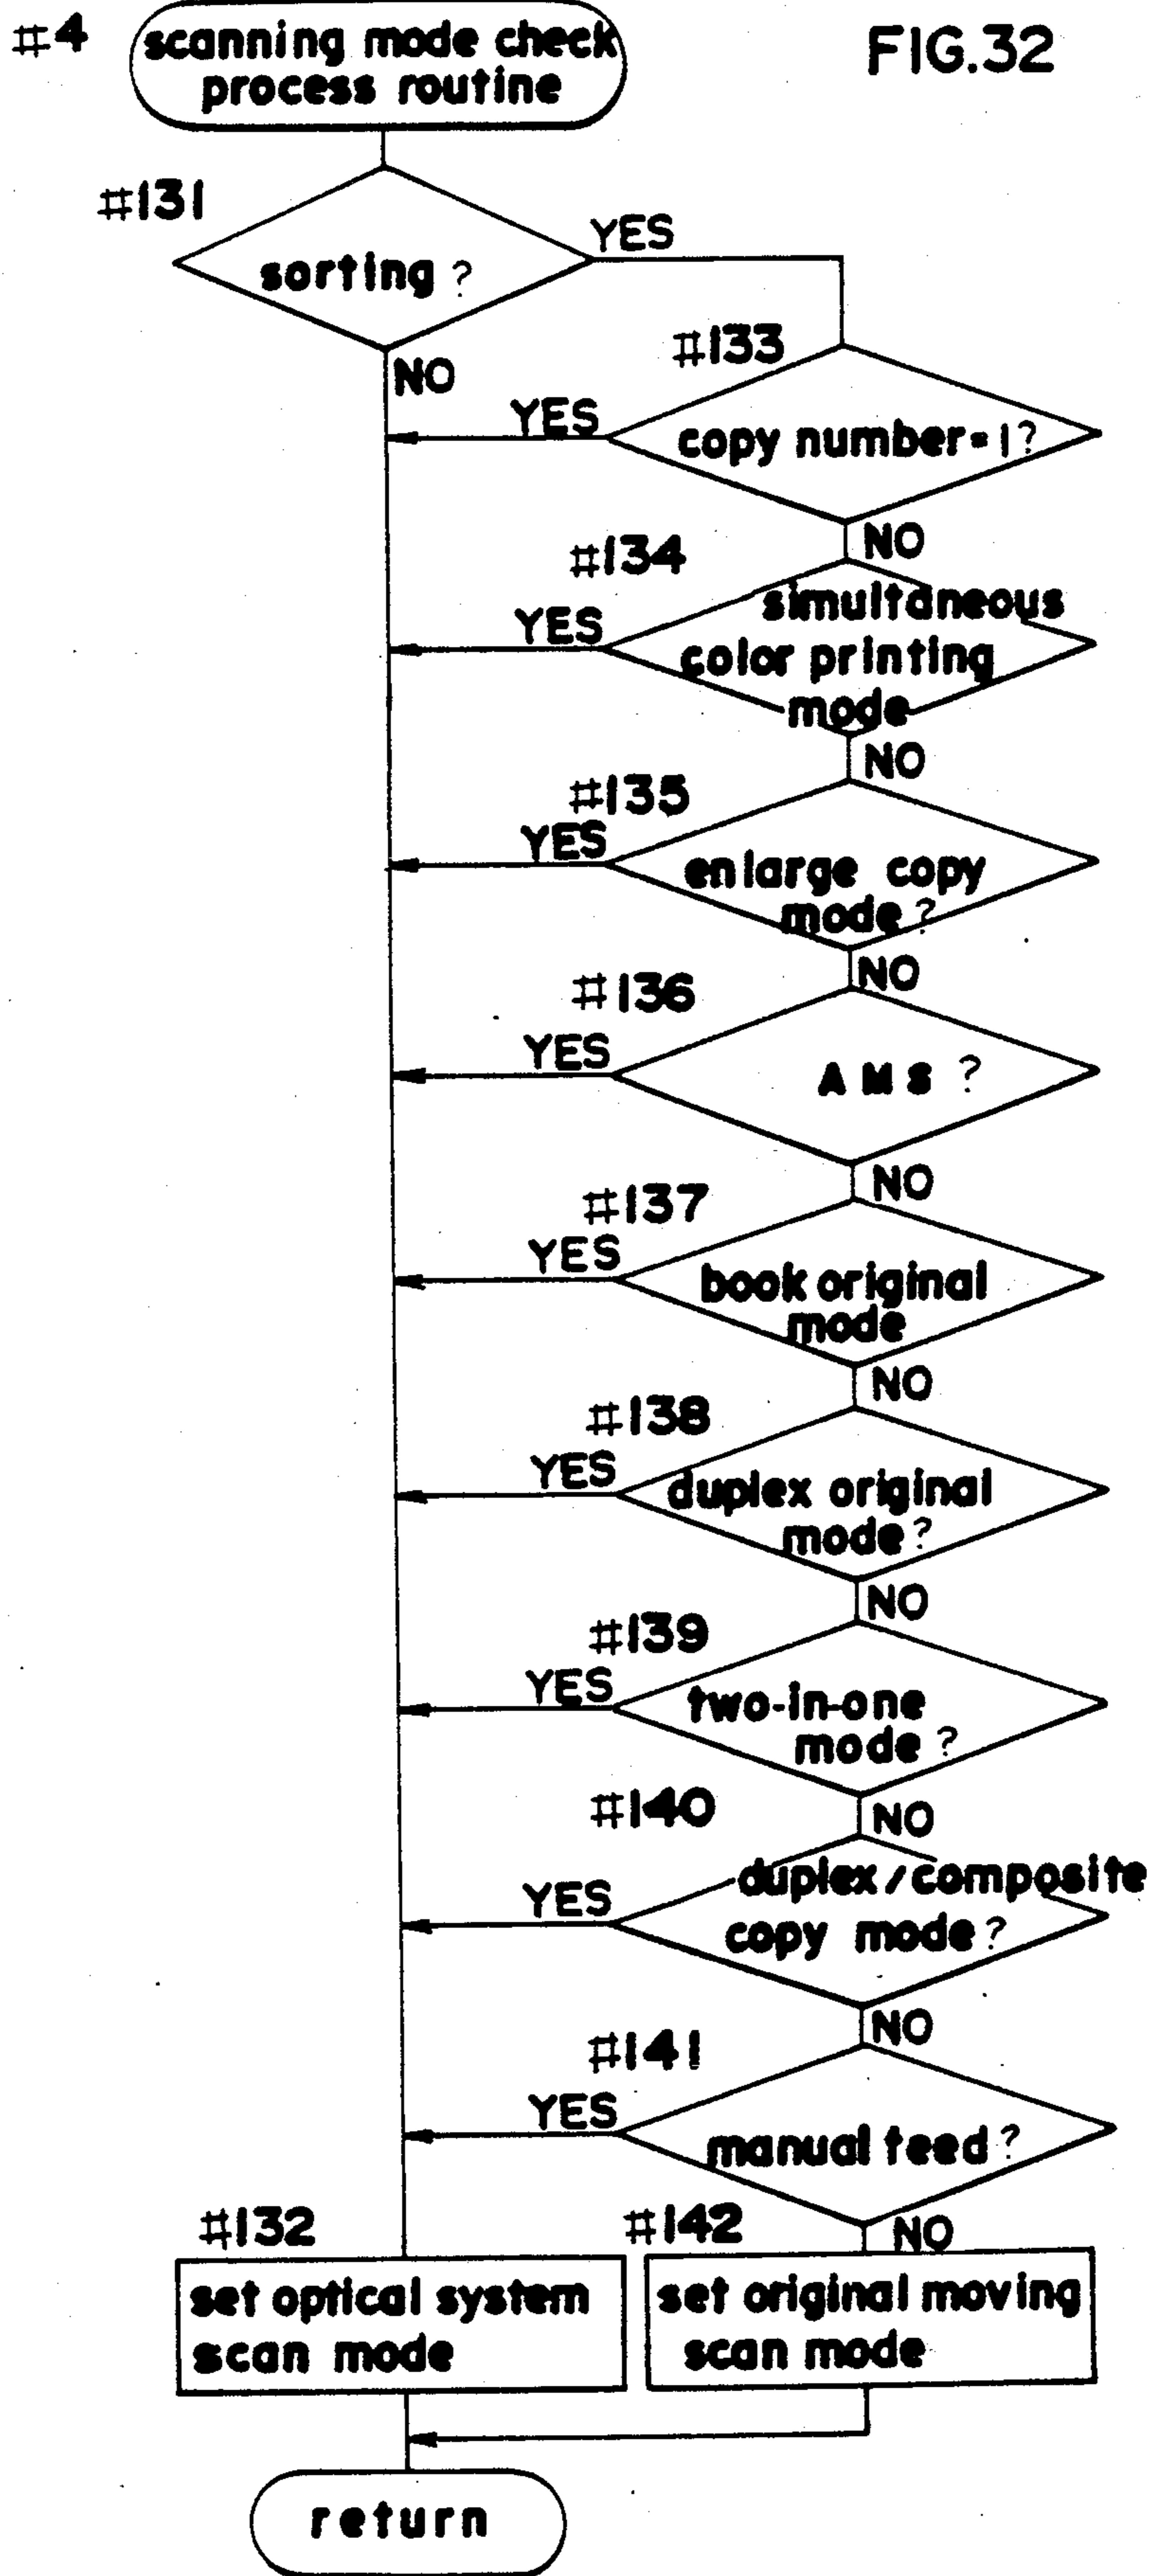 #4
scanning mode check
process routine
FIG.32
#131
sorting ?
YES
NO
#133
YES
copy number=1?
NO
#134
YES
simultaneous
color printing
mode
NO
#135
YES
enlarge copy
mode ?
NO
#136
YES
AMS ?
NO
#137
YES
book original
mode
NO
#138
YES
duplex original
mode ?
NO
#139
YES
two-in-one
mode ?
NO
#140
YES
duplex/composite
copy mode ?
NO
#141
YES
manual feed ?
NO
#132
set optical system
scan mode
#142
set original moving
scan mode
return